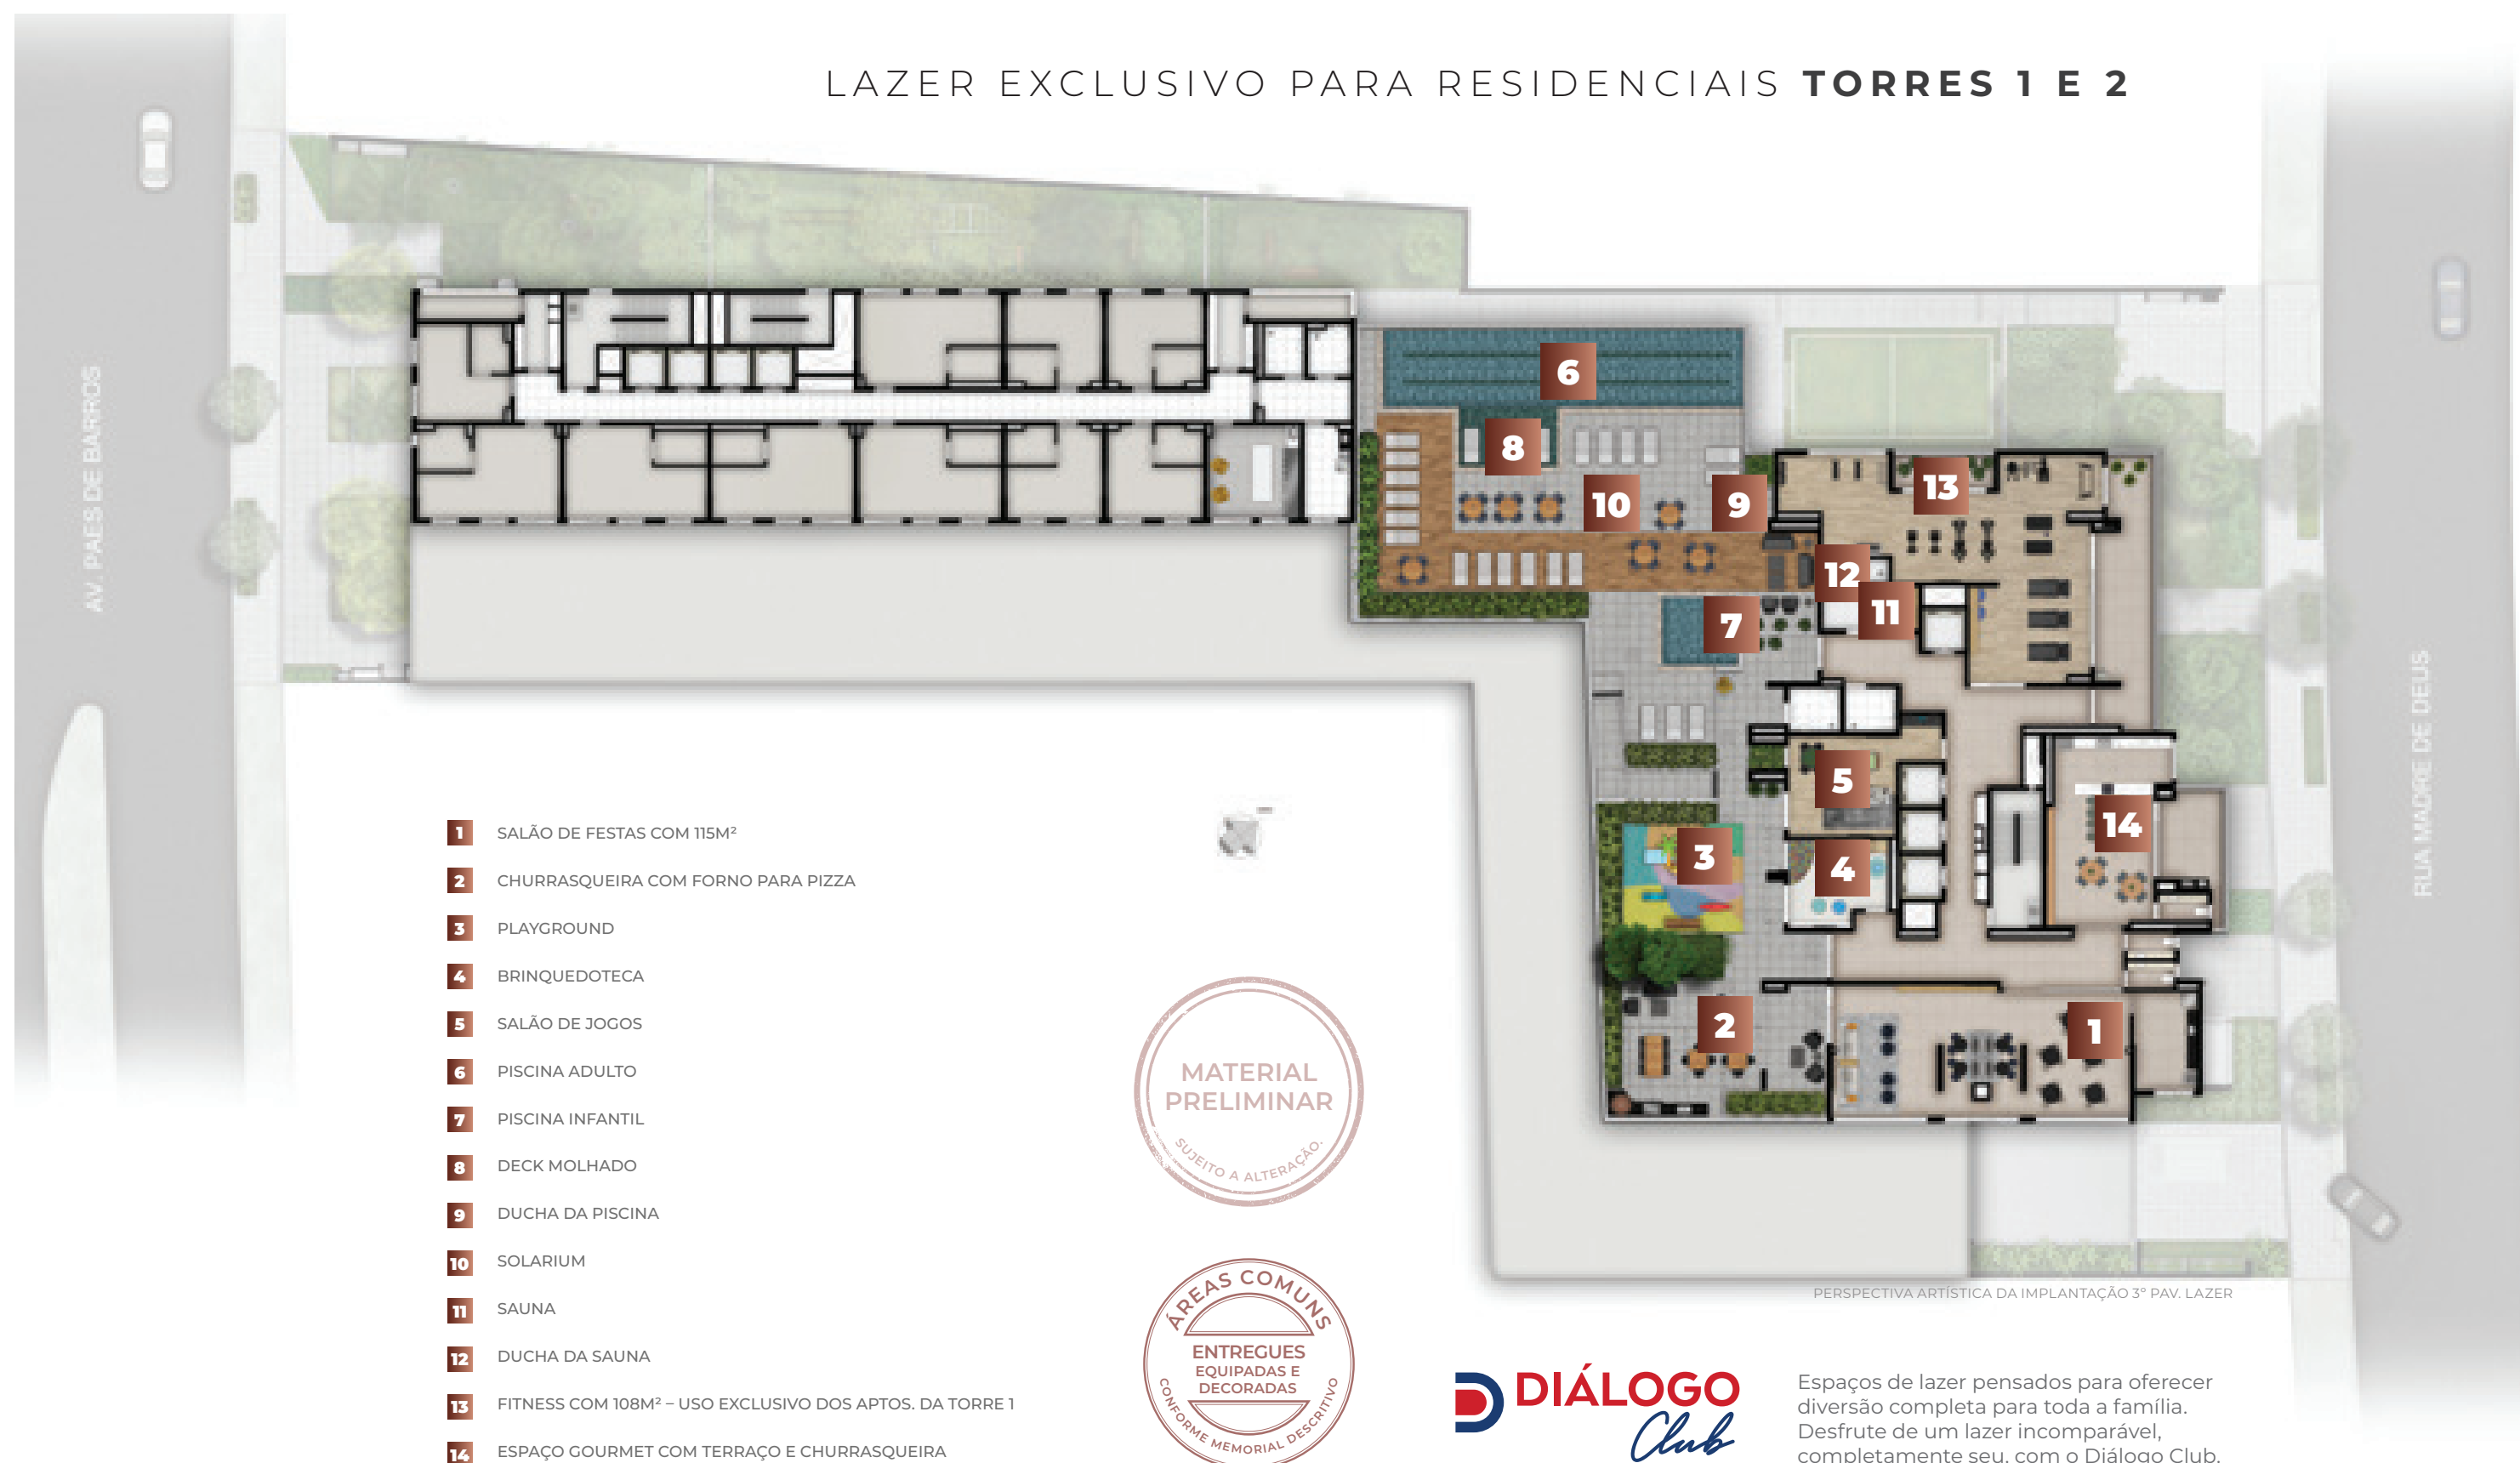 LAZER EXCLUSIVO PARA RESIDENCIAIS TORRES 1 E 2
AV. PAES DE BARROS
RUA MADRE DE DEUS
6
8
10
9
13
12
11
7
5
14
3
4
2
1
1 SALÃO DE FESTAS COM 115M²
2 CHURRASQUEIRA COM FORNO PARA PIZZA
3 PLAYGROUND
4 BRINQUEDOTECA
5 SALÃO DE JOGOS
6 PISCINA ADULTO
7 PISCINA INFANTIL
8 DECK MOLHADO
9 DUCHA DA PISCINA
10 SOLARIUM
11 SAUNA
12 DUCHA DA SAUNA
13 FITNESS COM 108M² – USO EXCLUSIVO DOS APTOS. DA TORRE 1
14 ESPAÇO GOURMET COM TERRAÇO E CHURRASQUEIRA
MATERIAL
PRELIMINAR
SUJEITO A ALTERAÇÃO.
ÁREAS COMUNS
ENTREGUES
EQUIPADAS E
DECORADAS
CONFORME MEMORIAL DESCRITIVO
PERSPECTIVA ARTÍSTICA DA IMPLANTAÇÃO 3º PAV. LAZER
DIÁLOGO
Club
Espaços de lazer pensados para oferecer
diversão completa para toda a família.
Desfrute de um lazer incomparável,
completamente seu, com o Diálogo Club.